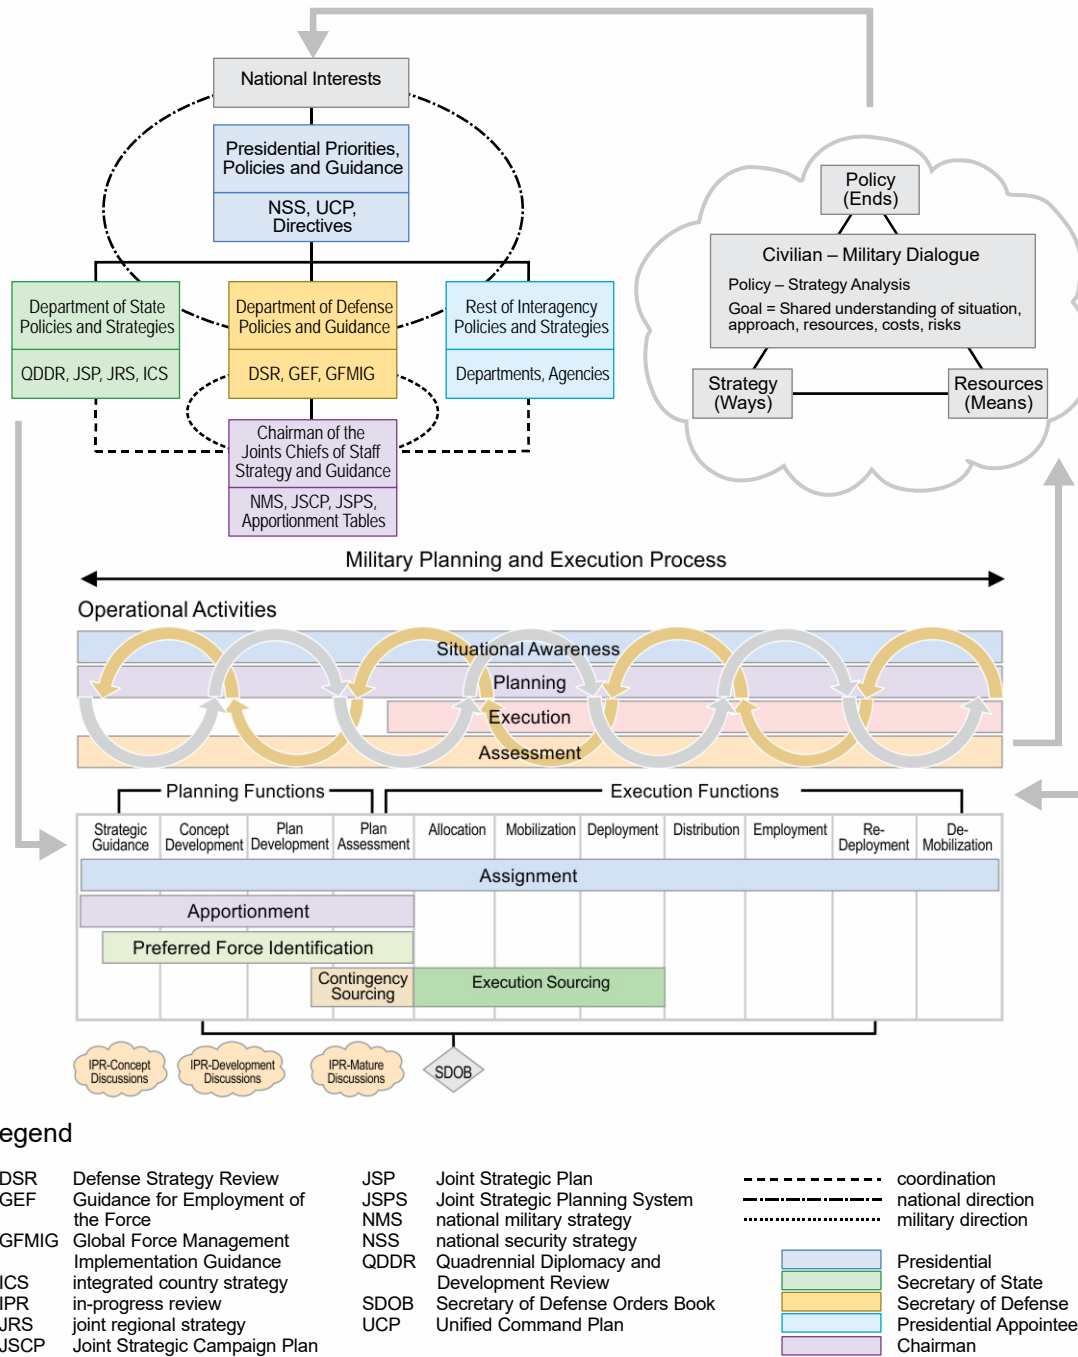 National Interests
Presidential Priorities,
Policies and Guidance
NSS, UCP,
Directives
Department of State
Policies and Strategies
QDDR, JSP, JRS, ICS
Department of Defense
Policies and Guidance
DSR, GEF, GFMIG
Rest of Interagency
Policies and Strategies
Departments, Agencies
Chairman of the
Joints Chiefs of Staff
Strategy and Guidance
NMS, JSCP, JSPS,
Apportionment Tables
Policy
(Ends)
Civilian – Military Dialogue
Policy – Strategy Analysis
Goal = Shared understanding of situation,
approach, resources, costs, risks
Strategy
(Ways)
Resources
(Means)
Military Planning and Execution Process
Operational Activities
Situational Awareness
Planning
Execution
Assessment
Planning Functions
Execution Functions
Strategic
Guidance
Concept
Development
Plan
Development
Plan
Assessment
Allocation
Mobilization
Deployment
Distribution
Employment
Re-
Deployment
De-
Mobilization
Assignment
Apportionment
Preferred Force Identification
Contingency
Sourcing
Execution Sourcing
IPR-Concept
Discussions
IPR-Development
Discussions
IPR-Mature
Discussions
SDOB
egend
DSR Defense Strategy Review
GEF Guidance for Employment of
the Force
GFMIG Global Force Management
Implementation Guidance
ICS integrated country strategy
IPR in-progress review
JRS joint regional strategy
JSCP Joint Strategic Campaign Plan
JSP Joint Strategic Plan
JSPS Joint Strategic Planning System
NMS national military strategy
NSS national security strategy
QDDR Quadrennial Diplomacy and
Development Review
SDOB Secretary of Defense Orders Book
UCP Unified Command Plan
coordination
national direction
military direction
Presidential
Secretary of State
Secretary of Defense
Presidential Appointee
Chairman